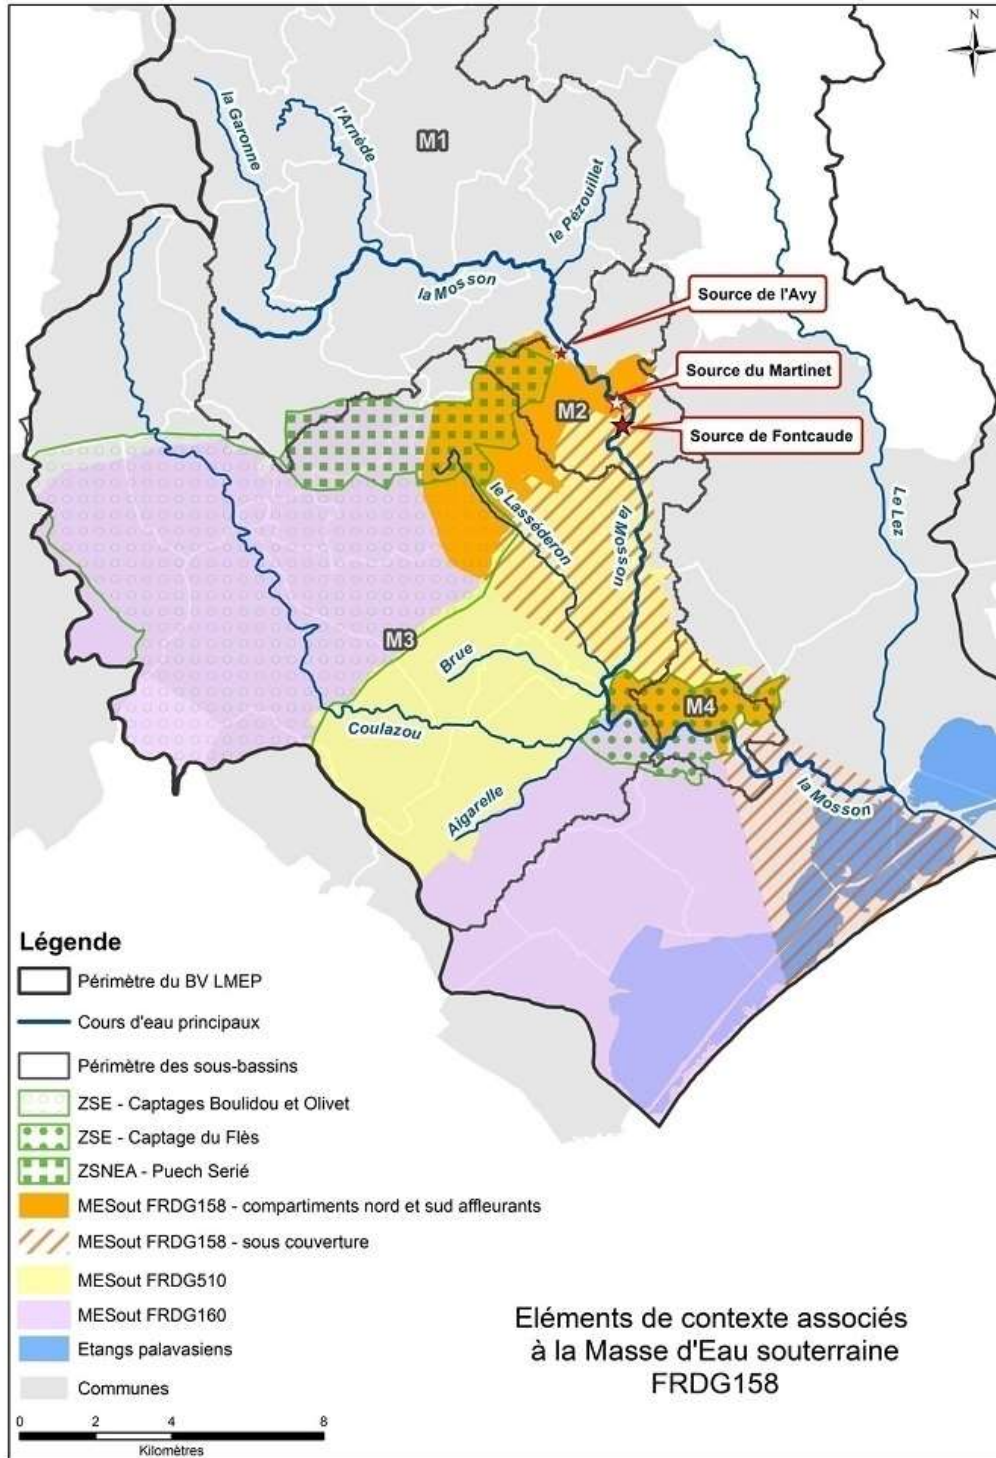 N
la Garonne
l'Arnède
M1
le Pézouillet
la Mosson
Source de l'Avy
Source du Martinet
M2
Source de Fontcaude
le Lasséderon
la Mosson
Le Lez
M3
Brue
M4
Coulazou
Aigarelle
la Mosson
Légende
Périmètre du BV LMEP
Cours d'eau principaux
Périmètre des sous-bassins
ZSE - Captages Boulidou et Olivet
ZSE - Captage du Flès
ZSNEA - Puech Serié
MESout FRDG158 - compartiments nord et sud affleurants
MESout FRDG158 - sous couverture
MESout FRDG510
MESout FRDG160
Etangs palavasiens
Communes
Eléments de contexte associés
à la Masse d'Eau souterraine
FRDG158
0 2 4 8
Kilomètres